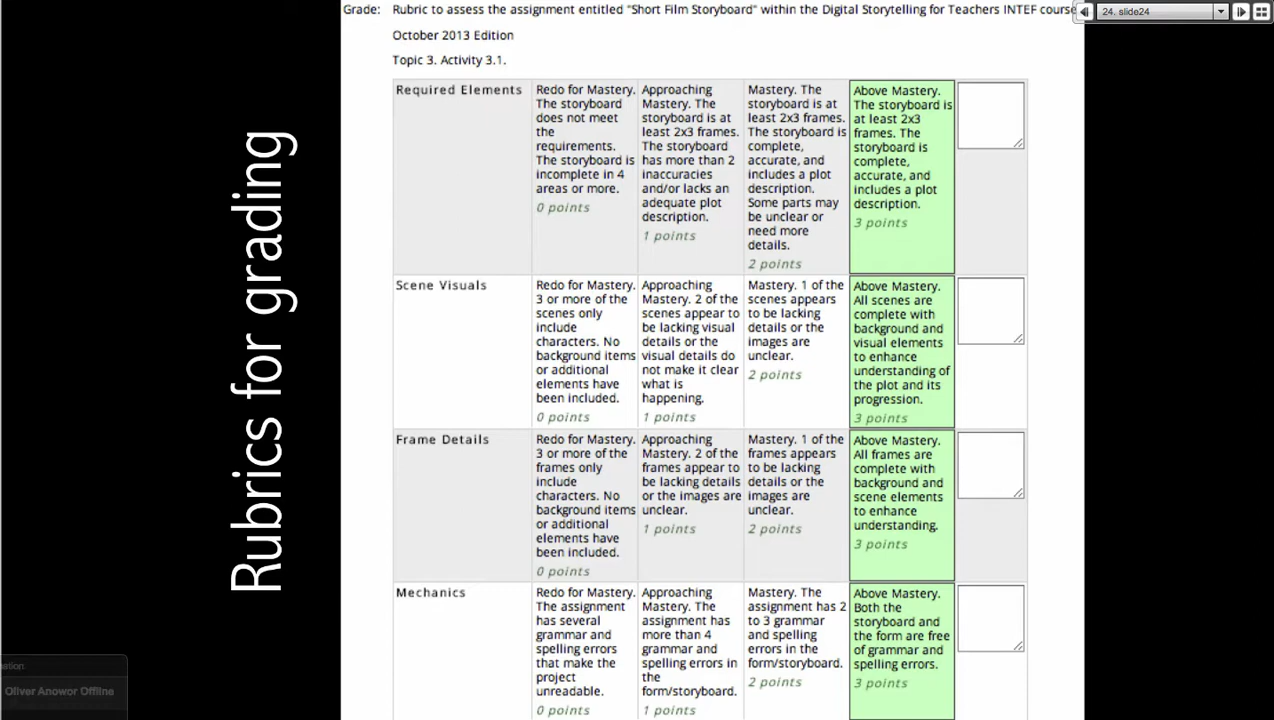 Grade: Rubric to assess the assignment entitled "Short Film Storyboard" within the Digital Storytelling for Teachers INTEF course
October 2013 Edition
Topic 3. Activity 3.1.
24. slide24
Rubrics for grading
Required Elements
Redo for Mastery.
The storyboard
does not meet
the
requirements.
The storyboard is
incomplete in 4
areas or more.
0 points
Approaching
Mastery. The
storyboard is at
least 2x3 frames.
The storyboard
has more than 2
inaccuracies
and/or lacks an
adequate plot
description.
1 points
Mastery. The
storyboard is at
least 2x3 frames.
The storyboard is
complete,
accurate, and
includes a plot
description.
Some parts may
be unclear or
need more
details.
2 points
Above Mastery.
The storyboard is
at least 2x3
frames. The
storyboard is
complete,
accurate, and
includes a plot
description.
3 points
Scene Visuals
Redo for Mastery.
3 or more of the
scenes only
include
characters. No
background items
or additional
elements have
been included.
0 points
Approaching
Mastery. 2 of the
scenes appear to
be lacking visual
details or the
visual details do
not make it clear
what is
happening.
1 points
Mastery. 1 of the
scenes appears
to be lacking
details or the
images are
unclear.
2 points
Above Mastery.
All scenes are
complete with
background and
visual elements
to enhance
understanding of
the plot and its
progression.
3 points
Frame Details
Redo for Mastery.
3 or more of the
frames only
include
characters. No
background items
or additional
elements have
been included.
0 points
Approaching
Mastery. 2 of the
frames appear to
be lacking details
or the images are
unclear.
1 points
Mastery. 1 of the
frames appears
to be lacking
details or the
images are
unclear.
2 points
Above Mastery.
All frames are
complete with
background and
scene elements
to enhance
understanding.
3 points
Mechanics
Redo for Mastery.
The assignment
has several
grammar and
spelling errors
that make the
project
unreadable.
0 points
Approaching
Mastery. The
assignment has
more than 4
grammar and
spelling errors in
the
form/storyboard.
1 points
Mastery. The
assignment has 2
to 3 grammar
and spelling
errors in the
form/storyboard.
2 points
Above Mastery.
Both the
storyboard and
the form are free
of grammar and
spelling errors.
3 points
Oliver Anowor Offline